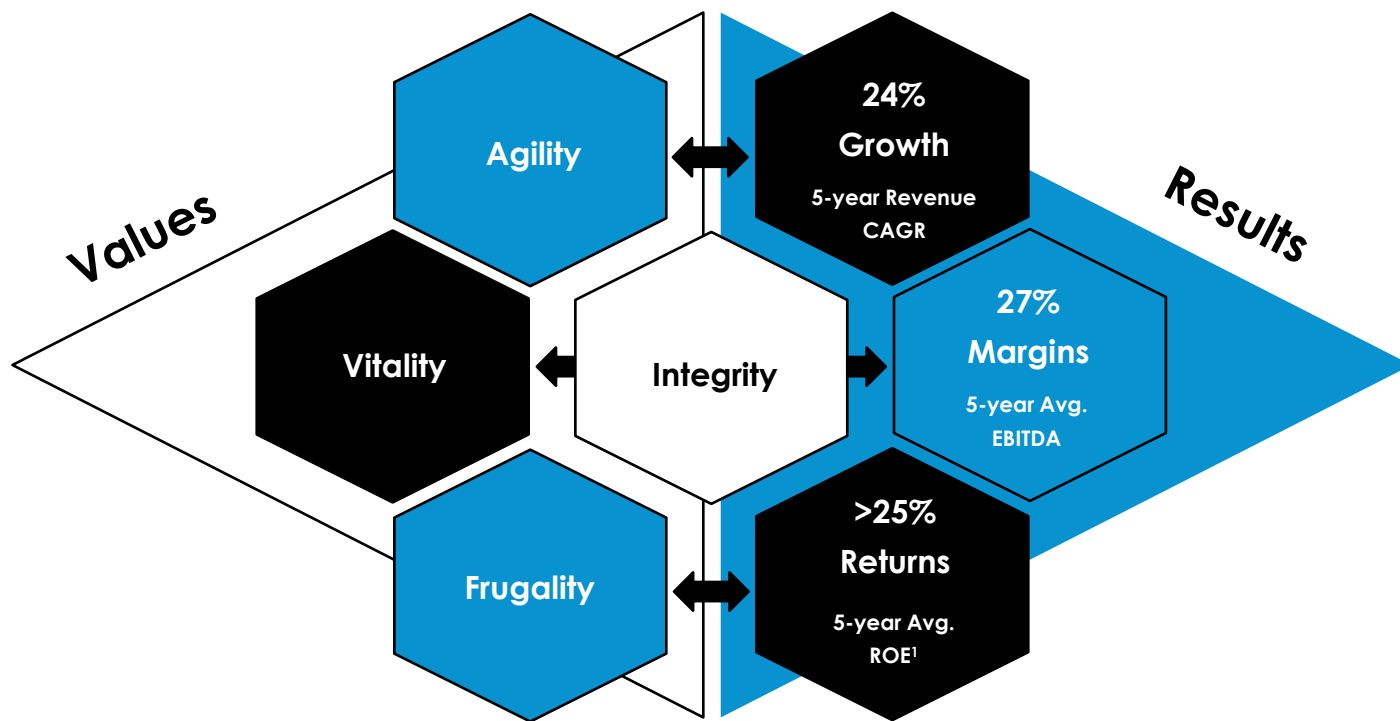 Values
Agility
Vitality
Frugality
Integrity
Results
24%
Growth
5-year Revenue
CAGR
27%
Margins
5-year Avg.
EBITDA
>25%
Returns
5-year Avg.
ROE¹